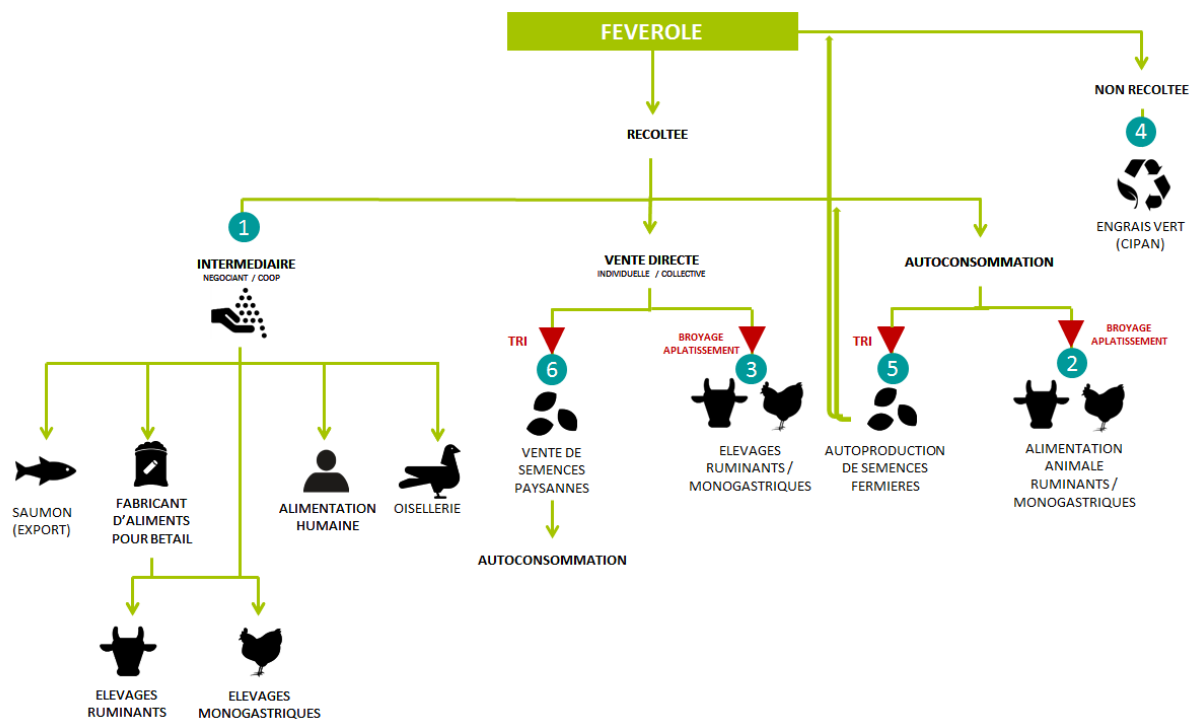 FEVEROLE
NON RECOLTEE
4
RECOLTEE
ENGRAIS VERT
(CIPAN)
1
INTERMEDIAIRE
NEGOCIANT / COOP
VENTE DIRECTE
INDIVIDUELLE / COLLECTIVE
AUTOCONSOMMATION
TRI
6
BROYAGE
APLATISSEMENT
3
TRI
5
BROYAGE
APLATISSEMENT
2
SAUMON
(EXPORT)
FABRICANT
D'ALIMENTS
POUR BETAIL
ALIMENTATION
HUMAINE
OISELLERIE
VENTE DE
SEMENCES
PAYSANNES
ELEVAGES
RUMINANTS /
MONOGASTRIQUES
AUTOPRODUCTION
DE SEMENCES
FERMIERES
ALIMENTATION
ANIMALE
RUMINANTS /
MONOGASTRIQUES
AUTOCONSOMMATION
ELEVAGES
RUMINANTS
ELEVAGES
MONOGASTRIQUES